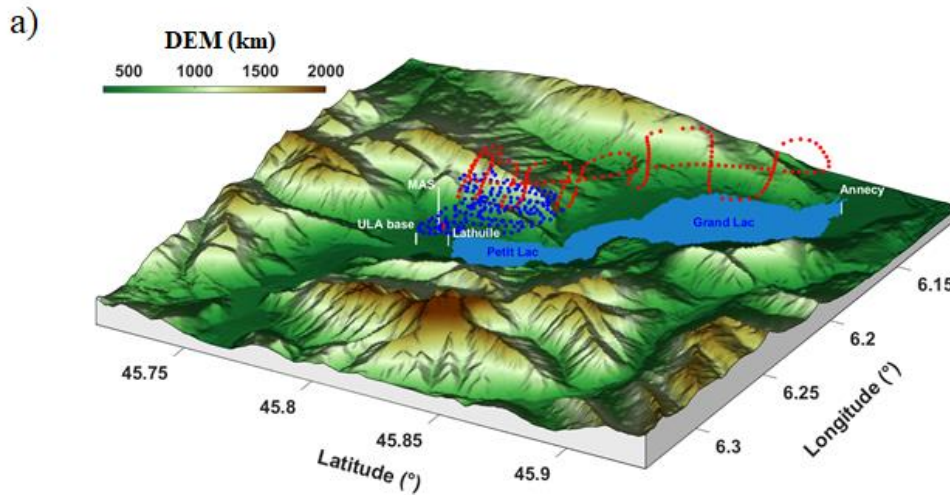 a)
DEM (km)
500 1000 1500 2000
MAS
ULA base
Lathuile
Annecy
Grand Lac
Petit Lac
6.15
6.2
6.25
6.3
Longitude (°)
45.75
45.8
45.85
45.9
Latitude (°)